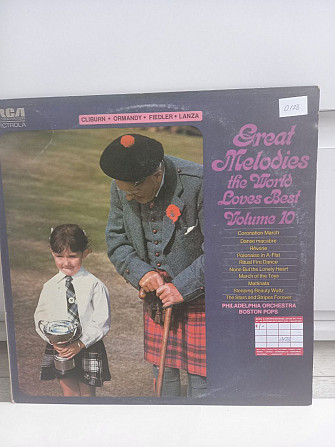 RCA
VICTROLA
CLIBURN • ORMANDY • FIEDLER • LANZA
Great
Melodies
the World
Loves Best
Volume 10
Coronation March
Danse macabre
Rêverie
Polonaise in A-Flat
Ritual Fire Dance
None But the Lonely Heart
March of the Toys
Mattinata
Sleeping Beauty Waltz
The Stars and Stripes Forever
PHILADELPHIA ORCHESTRA
BOSTON POPS